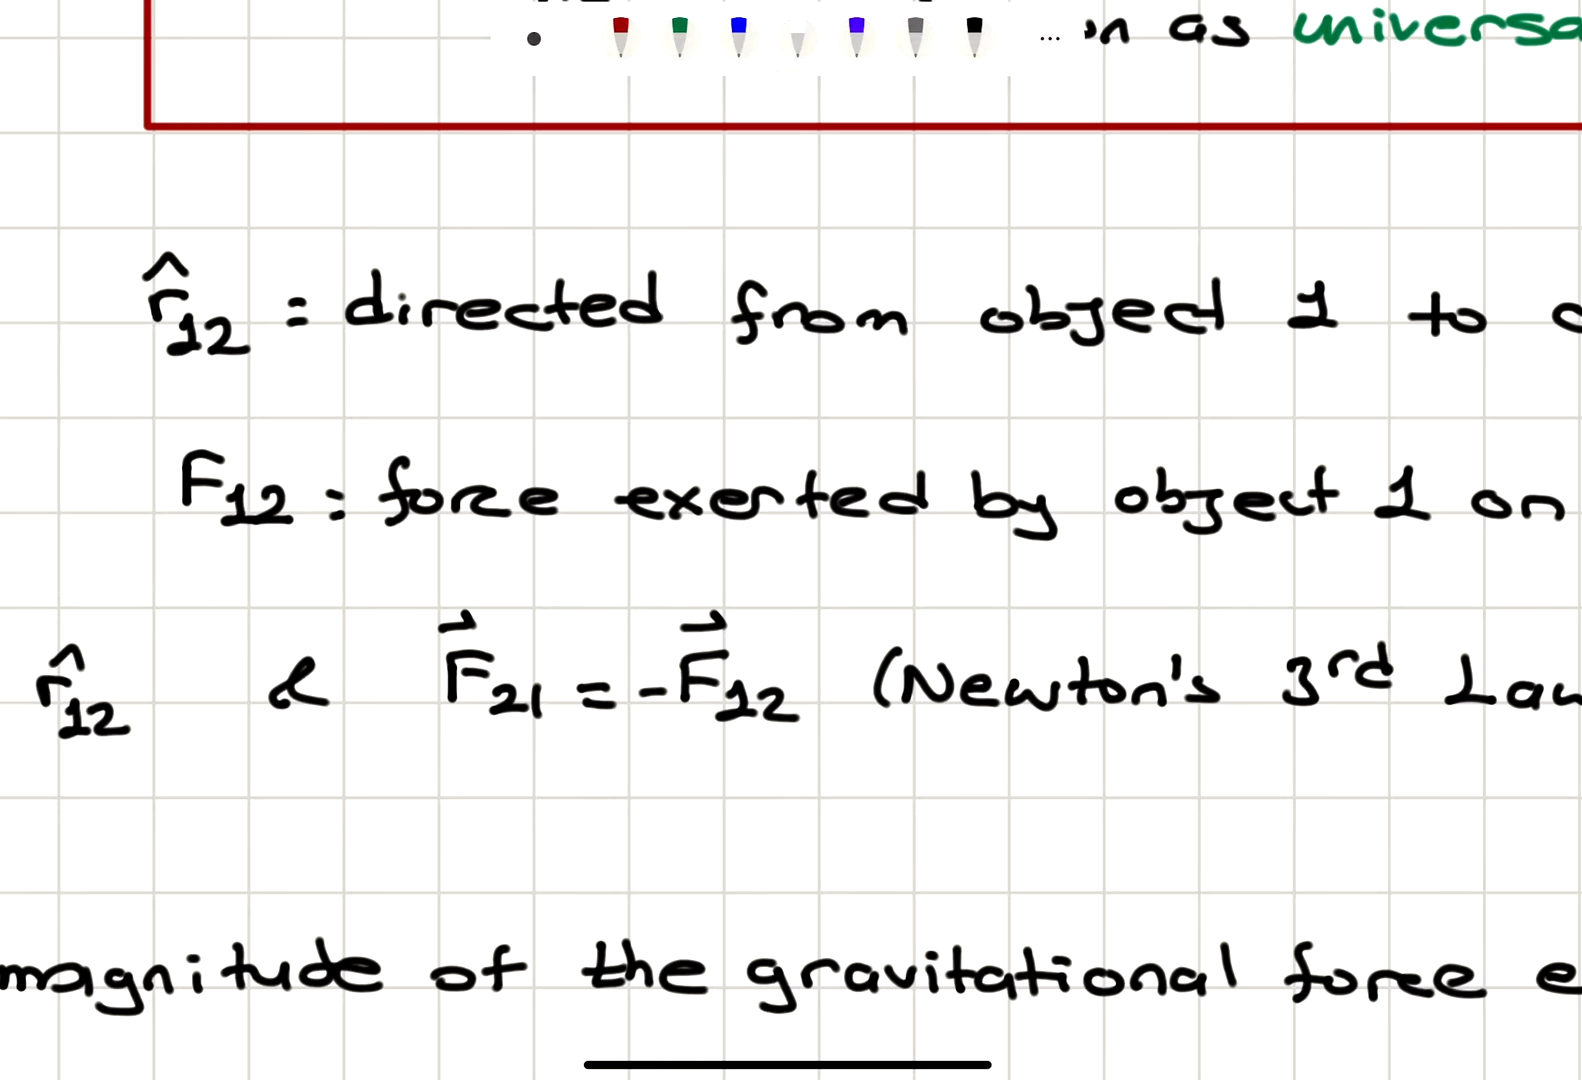 as universa
r̂₁₂ = directed from object 1 to
F₁₂ : force exerted by object 1 on
r̂₁₂ & F⃗₂₁ = -F⃗₁₂ (Newton's 3rd Law
magnitude of the gravitational force e